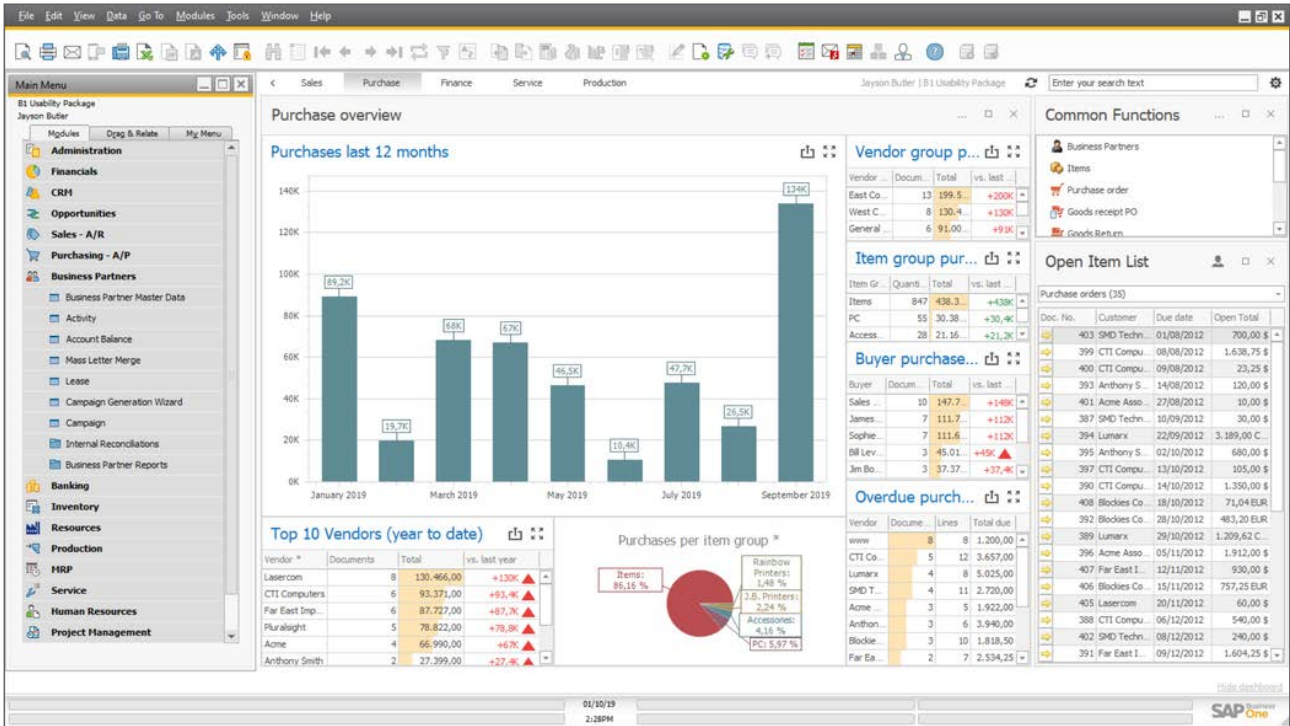 File Edit View Data Go To Modules Tools Window Help
Main Menu
B1 Usability Package
Jayson Butler
Modules Drag & Relate My Menu
Administration
Financials
CRM
Opportunities
Sales - A/R
Purchasing - A/P
Business Partners
Business Partner Master Data
Activity
Account Balance
Mass Letter Merge
Lease
Campaign Generation Wizard
Campaign
Internal Reconciliations
Business Partner Reports
Banking
Inventory
Resources
Production
MRP
Service
Human Resources
Project Management
Sales Purchase Finance Service Production
Jayson Butler | B1 Usability Package
Enter your search text
Purchase overview ...
Purchases last 12 months
140K
120K
100K
80K
60K
40K
20K
0K
89,2K
19,7K
68K
67K
46,5K
10,4K
47,7K
26,5K
134K
January 2019 March 2019 May 2019 July 2019 September 2019
Top 10 Vendors (year to date)
Vendor * Documents Total vs. last year
Lasercom 8 130.466,00 +130K
CTI Computers 6 93.371,00 +93,4K
Far East Imp... 6 87.727,00 +87,7K
Pluralsight 5 78.822,00 +78,8K
Acme 4 66.990,00 +67K
Anthony Smith 2 27.399,00 +27,4K
Purchases per item group *
Items:
86,16 %
Rainbow
Printers:
1,48 %
J.B. Printers:
2,24 %
Accessories:
4,16 %
PC: 5,97 %
Vendor group p...
Vendor ... Docum... Total vs. last ...
East Co... 13 199.5... +200K
West C... 8 130.4... +130K
General ... 6 91.00... +91K
Item group pur...
Item Gr... Quanti... Total vs. last ...
Items 847 438.3... +438K
PC 55 30.38... +30,4K
Access... 28 21.16... +21,2K
Buyer purchase...
Buyer Docum... Total vs. last ...
Sales ... 10 147.7... +148K
James... 7 111.7... +112K
Sophie... 7 111.6... +112K
Bill Lev... 3 45.01... +45K
Jim Bo... 3 37.37... +37,4K
Overdue purch...
Vendor Docume... Lines Total due
www 8 8 1.200,00
CTI Co... 5 12 3.657,00
Lumarx 4 8 5.025,00
SMD T... 4 11 2.720,00
Acme ... 3 5 1.922,00
Anthon... 3 6 3.940,00
Blockie... 3 10 1.818,50
Far Ea... 2 7 2.534,25
Common Functions ...
Business Partners
Items
Purchase order
Goods receipt PO
Goods Return
Open Item List
Purchase orders (35)
Doc. No. Customer Due date Open Total
403 SMD Techn... 01/08/2012 700,00 $
399 CTI Compu... 08/08/2012 1.638,75 $
400 CTI Compu... 09/08/2012 23,25 $
393 Anthony S... 14/08/2012 120,00 $
401 Acme Asso... 27/08/2012 10,00 $
387 SMD Techn... 10/09/2012 30,00 $
394 Lumarx 22/09/2012 3.189,00 C...
395 Anthony S... 02/10/2012 680,00 $
397 CTI Compu... 13/10/2012 105,00 $
390 CTI Compu... 14/10/2012 1.350,00 $
408 Blockies Co... 18/10/2012 71,04 EUR
392 Blockies Co... 28/10/2012 483,20 EUR
389 Lumarx 29/10/2012 1.209,62 C...
396 Acme Asso... 05/11/2012 1.912,00 $
407 Far East I... 12/11/2012 930,00 $
406 Blockies Co... 15/11/2012 757,25 EUR
405 Lasercom 20/11/2012 60,00 $
388 CTI Compu... 06/12/2012 540,00 $
402 SMD Techn... 08/12/2012 240,00 $
391 Far East I... 09/12/2012 1.604,25 $
Hide dashboard
01/10/19
2:28PM
SAP Business One